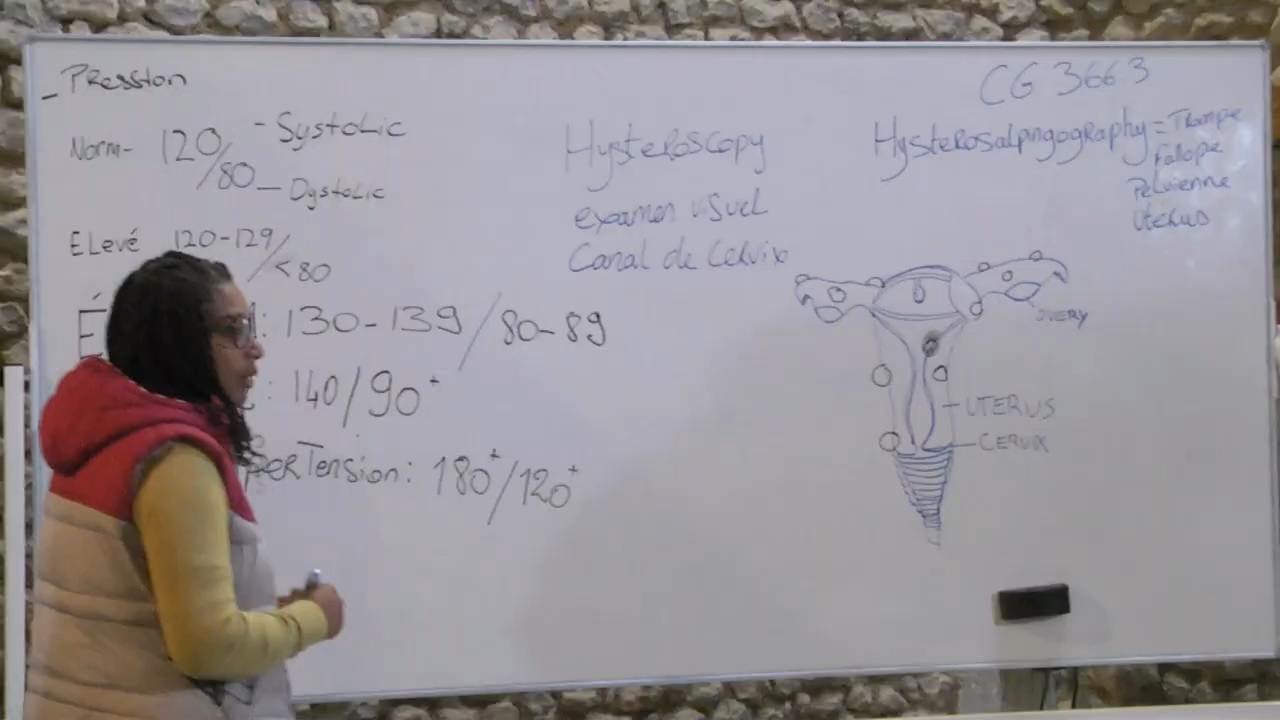 - Pression
Norm- 120/80 - Systolic
- Dystolic
Elevé 120-129/<80
: 130-139/80-89
: 140/90+
perTension: 180+/120+
Hysteroscopy
examen visuel
Canal de Cervix
CG 3663
Hysterosalpingography = Trompe
Fallope
Pelvienne
Uterus
OVERY
UTERUS
CERVIX